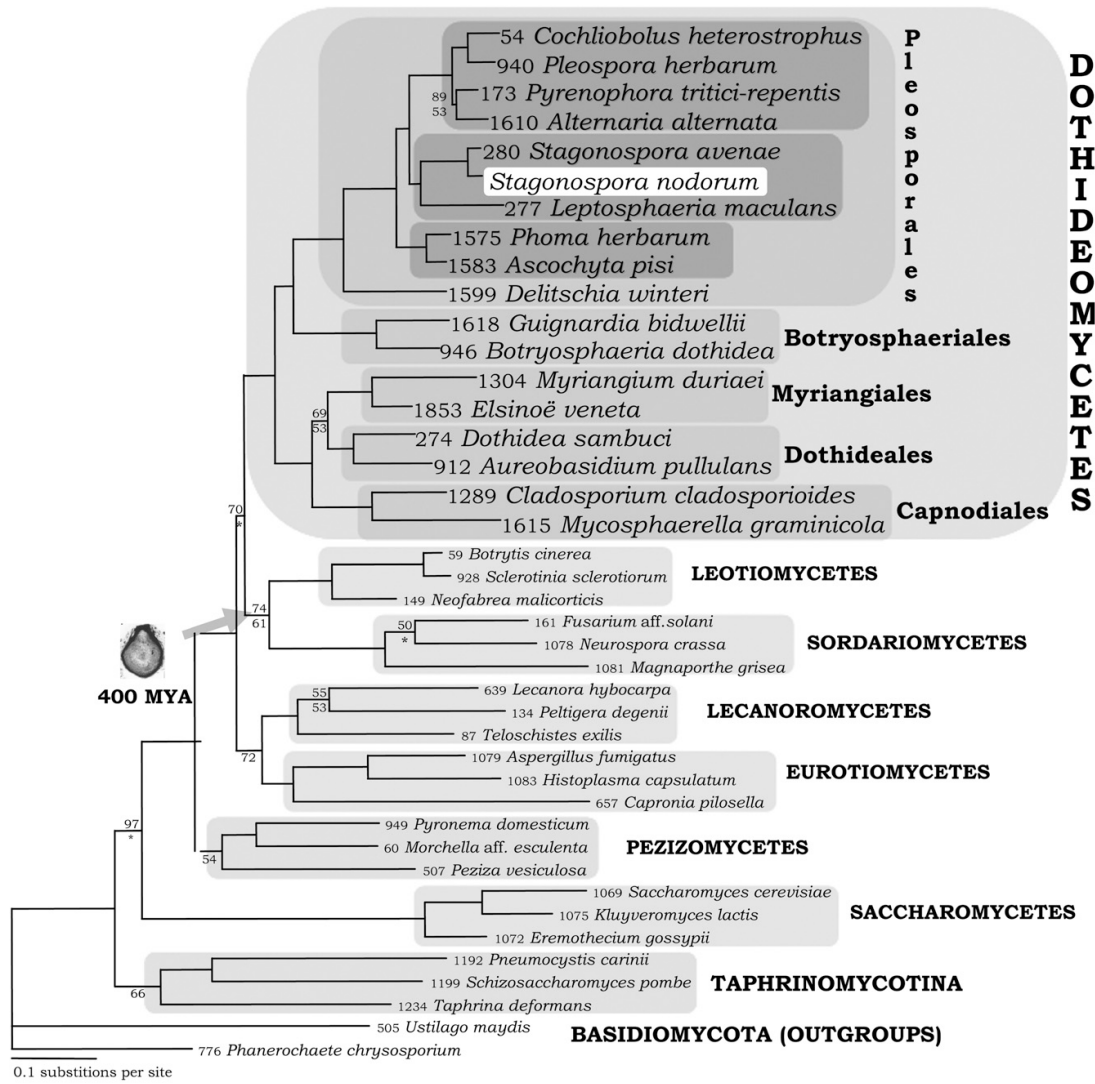 54 Cochliobolus heterostrophus
940 Pleospora herbarum
89
53
173 Pyrenophora tritici-repentis
1610 Alternaria alternata
280 Stagonospora avenae
Stagonospora nodorum
277 Leptosphaeria maculans
1575 Phoma herbarum
1583 Ascochyta pisi
1599 Delitschia winteri
Pleosporales
1618 Guignardia bidwellii
946 Botryosphaeria dothidea
Botryosphaeriales
1304 Myriangium duriaei
1853 Elsinoë veneta
Myriangiales
69
53
274 Dothidea sambuci
912 Aureobasidium pullulans
Dothideales
1289 Cladosporium cladosporioides
1615 Mycosphaerella graminicola
Capnodiales
DOTHIDEOMYCETES
70
*
59 Botrytis cinerea
928 Sclerotinia sclerotiorum
149 Neofabrea malicorticis
LEOTIOMYCETES
74
61
50
*
161 Fusarium aff.solani
1078 Neurospora crassa
1081 Magnaporthe grisea
SORDARIOMYCETES
400 MYA
55
53
639 Lecanora hybocarpa
134 Peltigera degenii
87 Teloschistes exilis
LECANOROMYCETES
72
1079 Aspergillus fumigatus
1083 Histoplasma capsulatum
657 Capronia pilosella
EUROTIOMYCETES
97
*
949 Pyronema domesticum
60 Morchella aff. esculenta
54
507 Peziza vesiculosa
PEZIZOMYCETES
1069 Saccharomyces cerevisiae
1075 Kluyveromyces lactis
1072 Eremothecium gossypii
SACCHAROMYCETES
1192 Pneumocystis carinii
1199 Schizosaccharomyces pombe
66
1234 Taphrina deformans
TAPHRINOMYCOTINA
505 Ustilago maydis
776 Phanerochaete chrysosporium
BASIDIOMYCOTA (OUTGROUPS)
0.1 substitions per site